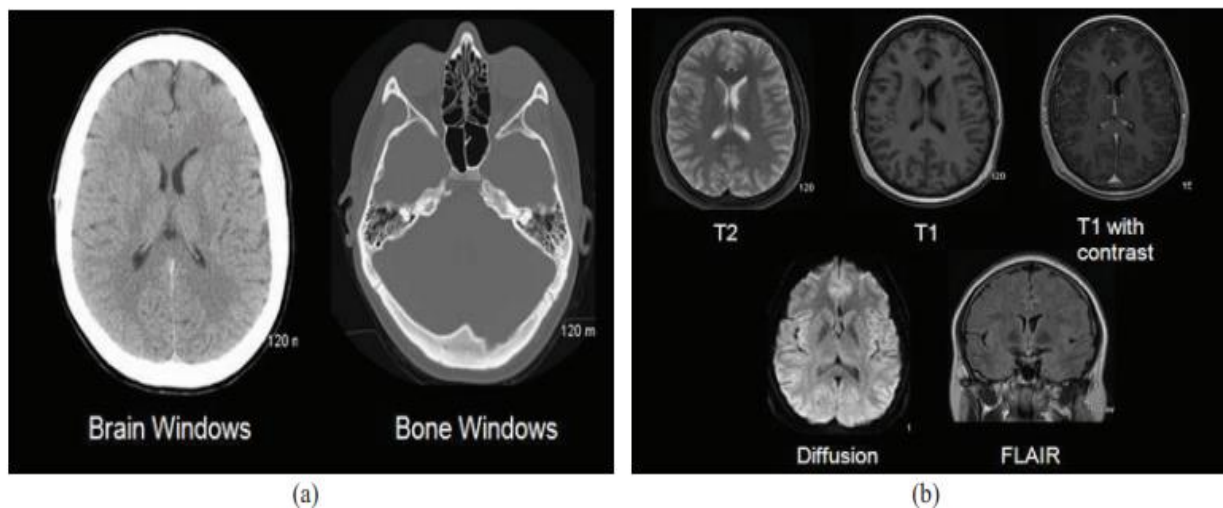 120 n
120 m
Brain Windows
Bone Windows
(a)
120
120
T2
T1
T1 with
contrast
Diffusion
FLAIR
(b)